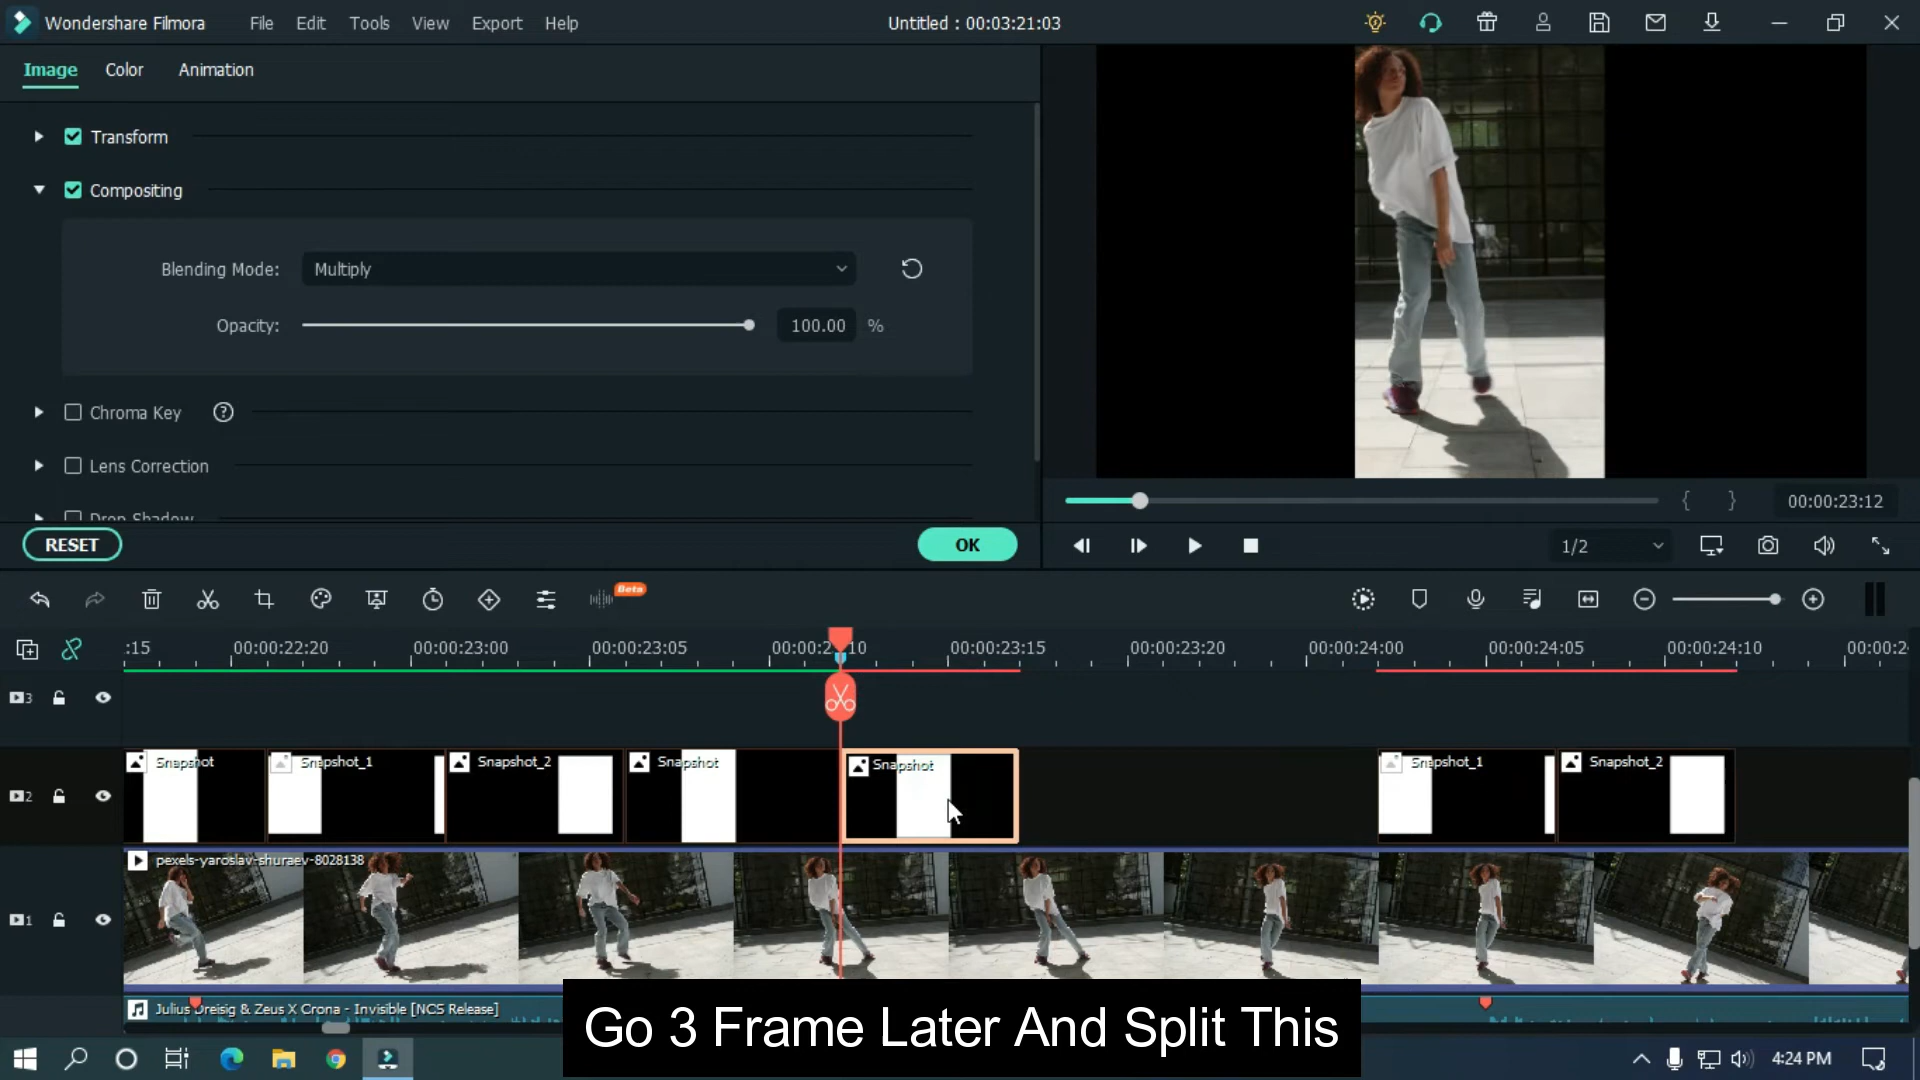 Wondershare Filmora
File Edit Tools View Export Help
Untitled : 00:03:21:03
Image Color Animation
Transform
Compositing
Blending Mode: Multiply
Opacity: 100.00 %
Chroma Key ?
Lens Correction
Drop Shadow
RESET
OK
00:00:23:12
1/2
Beta
:15 00:00:22:20 00:00:23:00 00:00:23:05 00:00:23:15 00:00:23:20 00:00:24:00 00:00:24:05 00:00:24:10
3
Snapshot Snapshot_1 Snapshot_2 Snapshot Snapshot Snapshot_1 Snapshot_2
2
pexels-yaroslav-shuraev-8028138
1
Julius Dreisig & Zeus X Crona - Invisible [NCS Release]
Go 3 Frame Later And Split This
4:24 PM